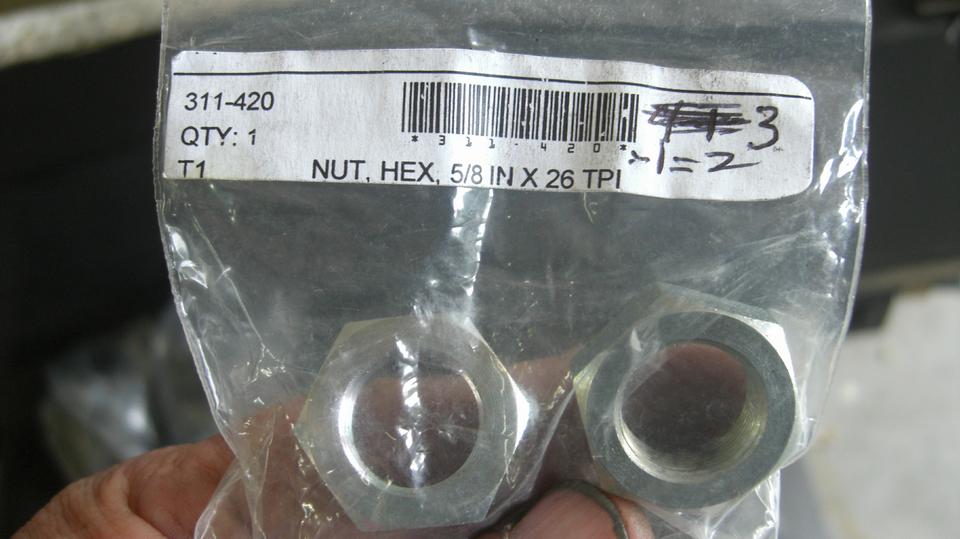 311-420
QTY: 1
T1
*311-420*
NUT, HEX, 5/8 IN X 26 TPI
3
-1=2